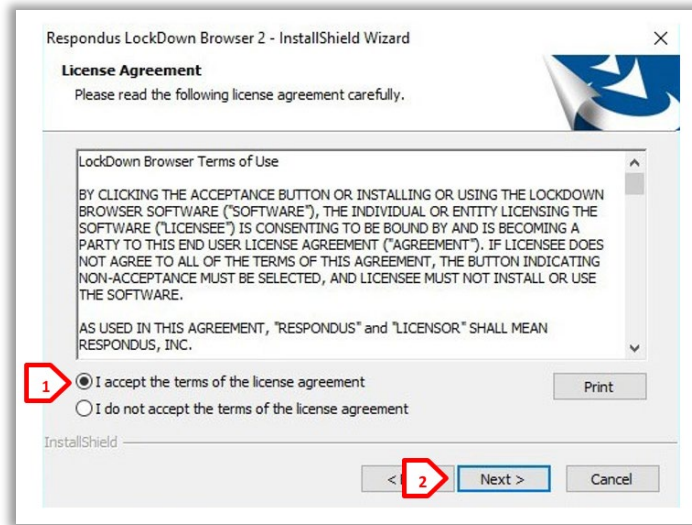 Respondus LockDown Browser 2 - InstallShield Wizard
License Agreement
Please read the following license agreement carefully.
LockDown Browser Terms of Use
BY CLICKING THE ACCEPTANCE BUTTON OR INSTALLING OR USING THE LOCKDOWN
BROWSER SOFTWARE ("SOFTWARE"), THE INDIVIDUAL OR ENTITY LICENSING THE
SOFTWARE ("LICENSEE") IS CONSENTING TO BE BOUND BY AND IS BECOMING A
PARTY TO THIS END USER LICENSE AGREEMENT ("AGREEMENT"). IF LICENSEE DOES
NOT AGREE TO ALL OF THE TERMS OF THIS AGREEMENT, THE BUTTON INDICATING
NON-ACCEPTANCE MUST BE SELECTED, AND LICENSEE MUST NOT INSTALL OR USE
THE SOFTWARE.
AS USED IN THIS AGREEMENT, "RESPONDUS" and "LICENSOR" SHALL MEAN
RESPONDUS, INC.
1 I accept the terms of the license agreement Print
I do not accept the terms of the license agreement
InstallShield
< 2 Next > Cancel